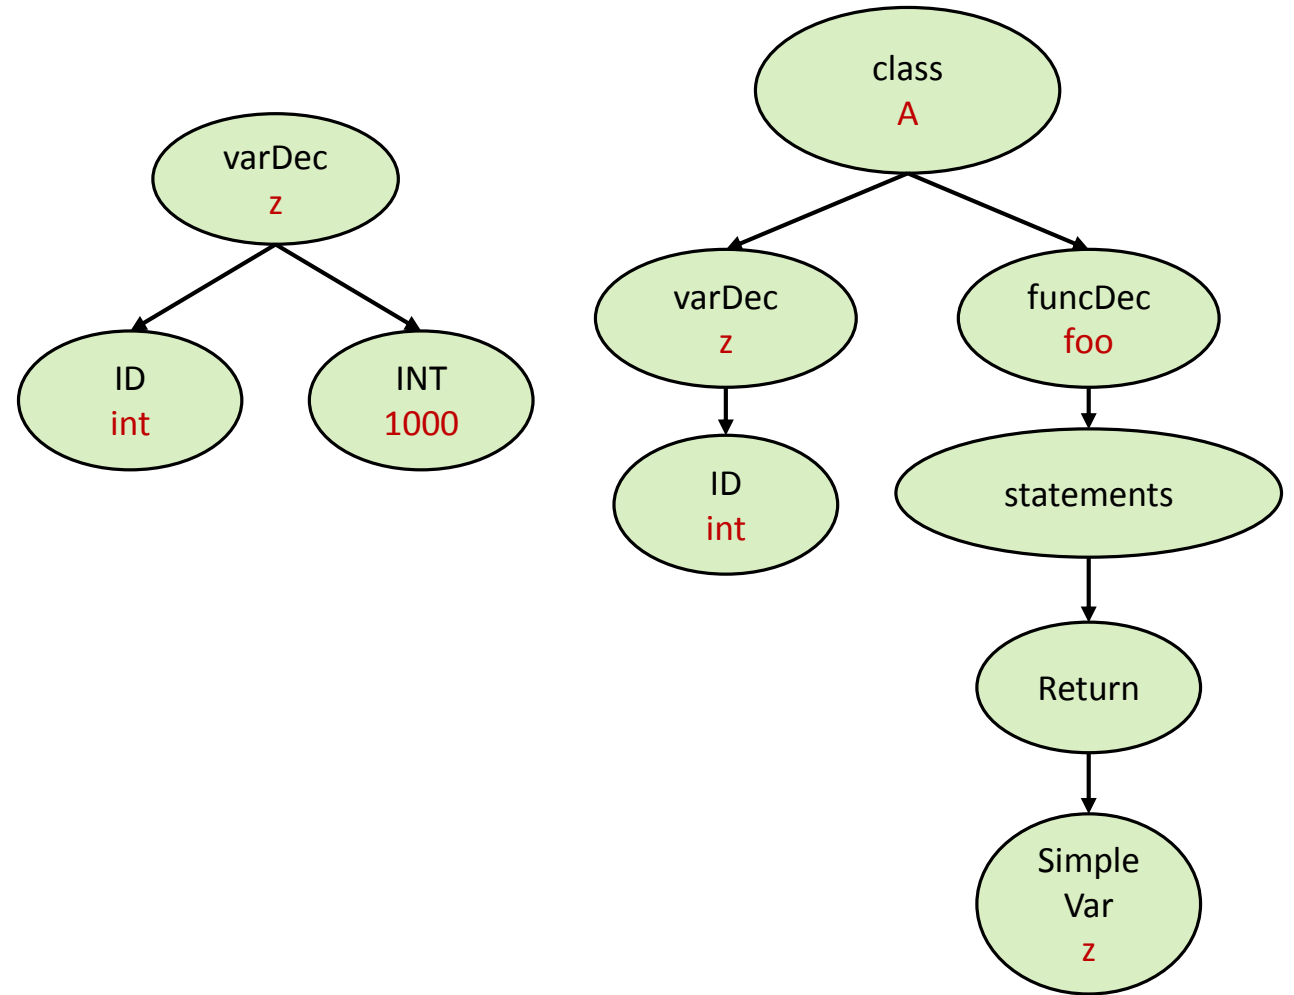 varDec
z
ID
int
INT
1000
class
A
varDec
z
funcDec
foo
ID
int
statements
Return
Simple
Var
z